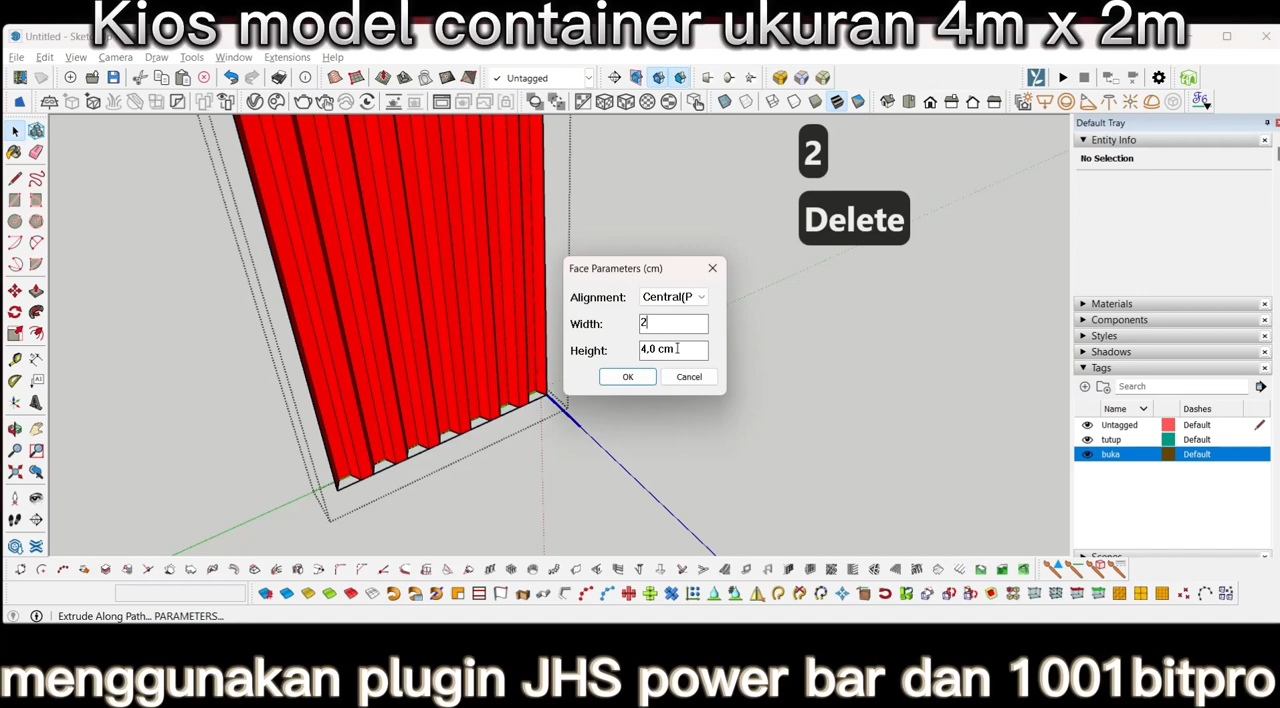 Kios model container ukuran 4m x 2m
Untitled - Sk
File Edit View Camera Draw Tools Window Extensions Help
Untagged
Default Tray
Entity Info
No Selection
2
Delete
Face Parameters (cm)
Alignment: Central(P
Width: 2
Height: 4,0 cm
OK Cancel
Materials
Components
Styles
Shadows
Tags
Search
Name Dashes
Untagged Default
tutup Default
buka Default
Extrude Along Path... PARAMETERS...
menggunakan plugin JHS power bar dan 1001bitpro